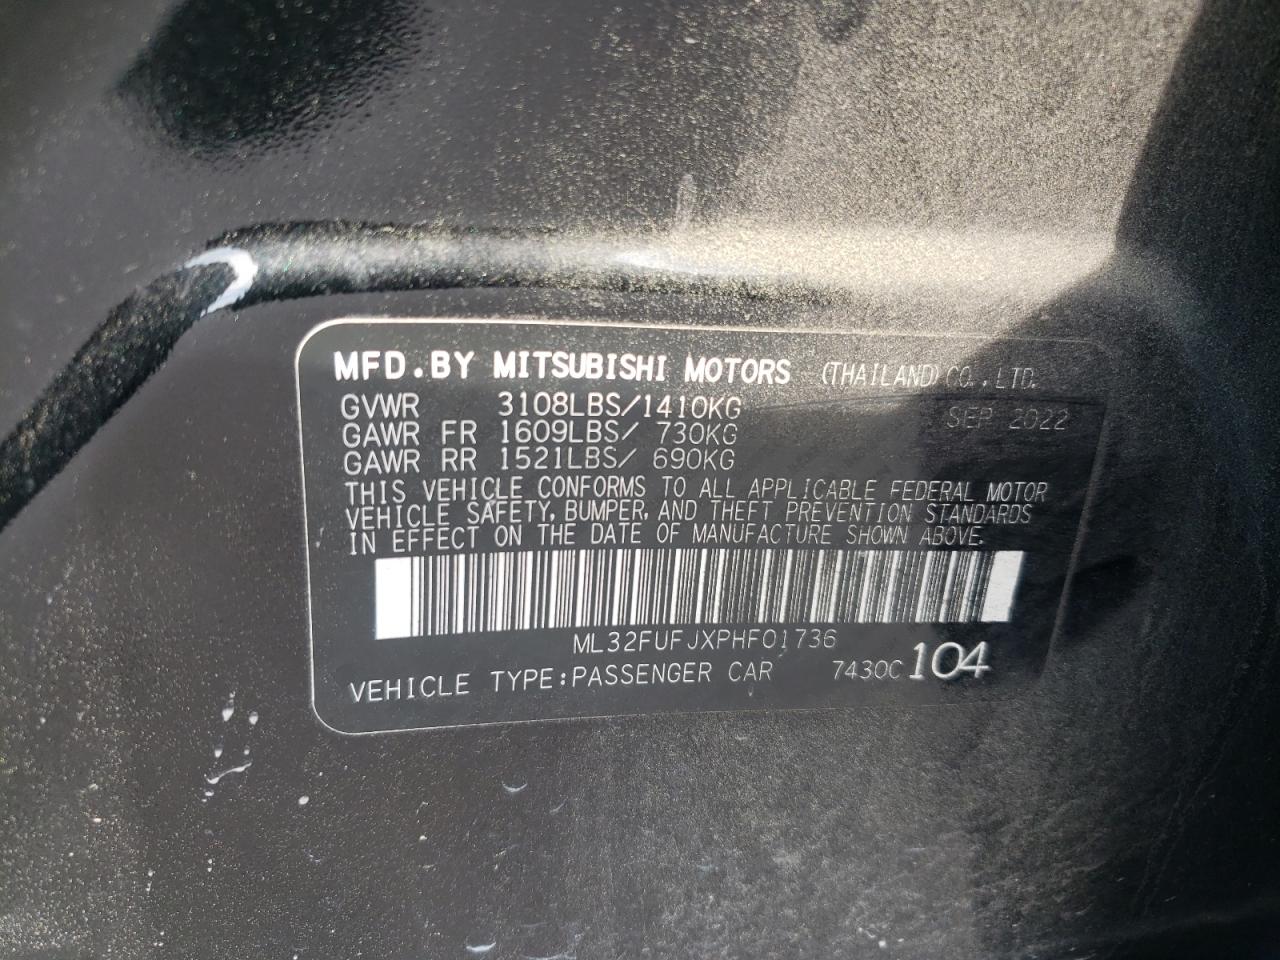 MFD.BY MITSUBISHI MOTORS (THAILAND)CO.,LTD.
GVWR 3108LBS/1410KG SEP 2022
GAWR FR 1609LBS/ 730KG
GAWR RR 1521LBS/ 690KG
THIS VEHICLE CONFORMS TO ALL APPLICABLE FEDERAL MOTOR
VEHICLE SAFETY, BUMPER, AND THEFT PREVENTION STANDARDS
IN EFFECT ON THE DATE OF MANUFACTURE SHOWN ABOVE.
ML32FUFJXPHF01736
VEHICLE TYPE:PASSENGER CAR 7430C 104